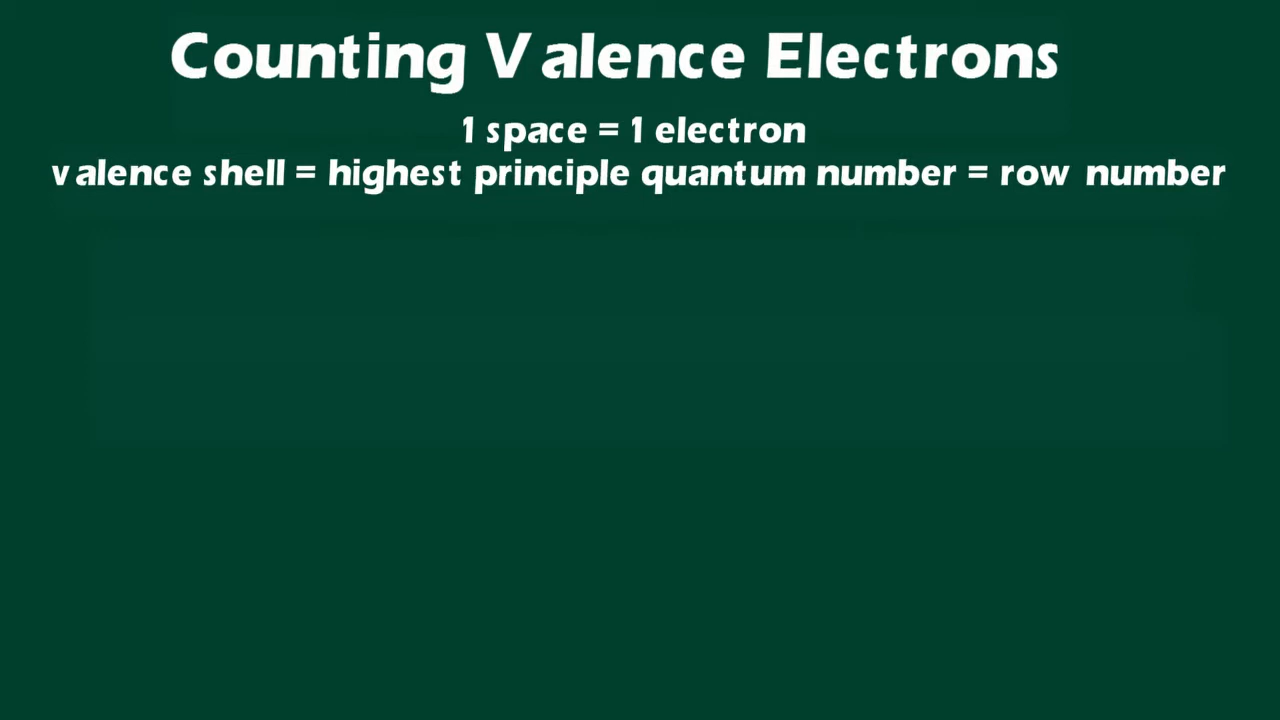 Counting Valence Electrons
1 space = 1 electron
valence shell = highest principle quantum number = row number